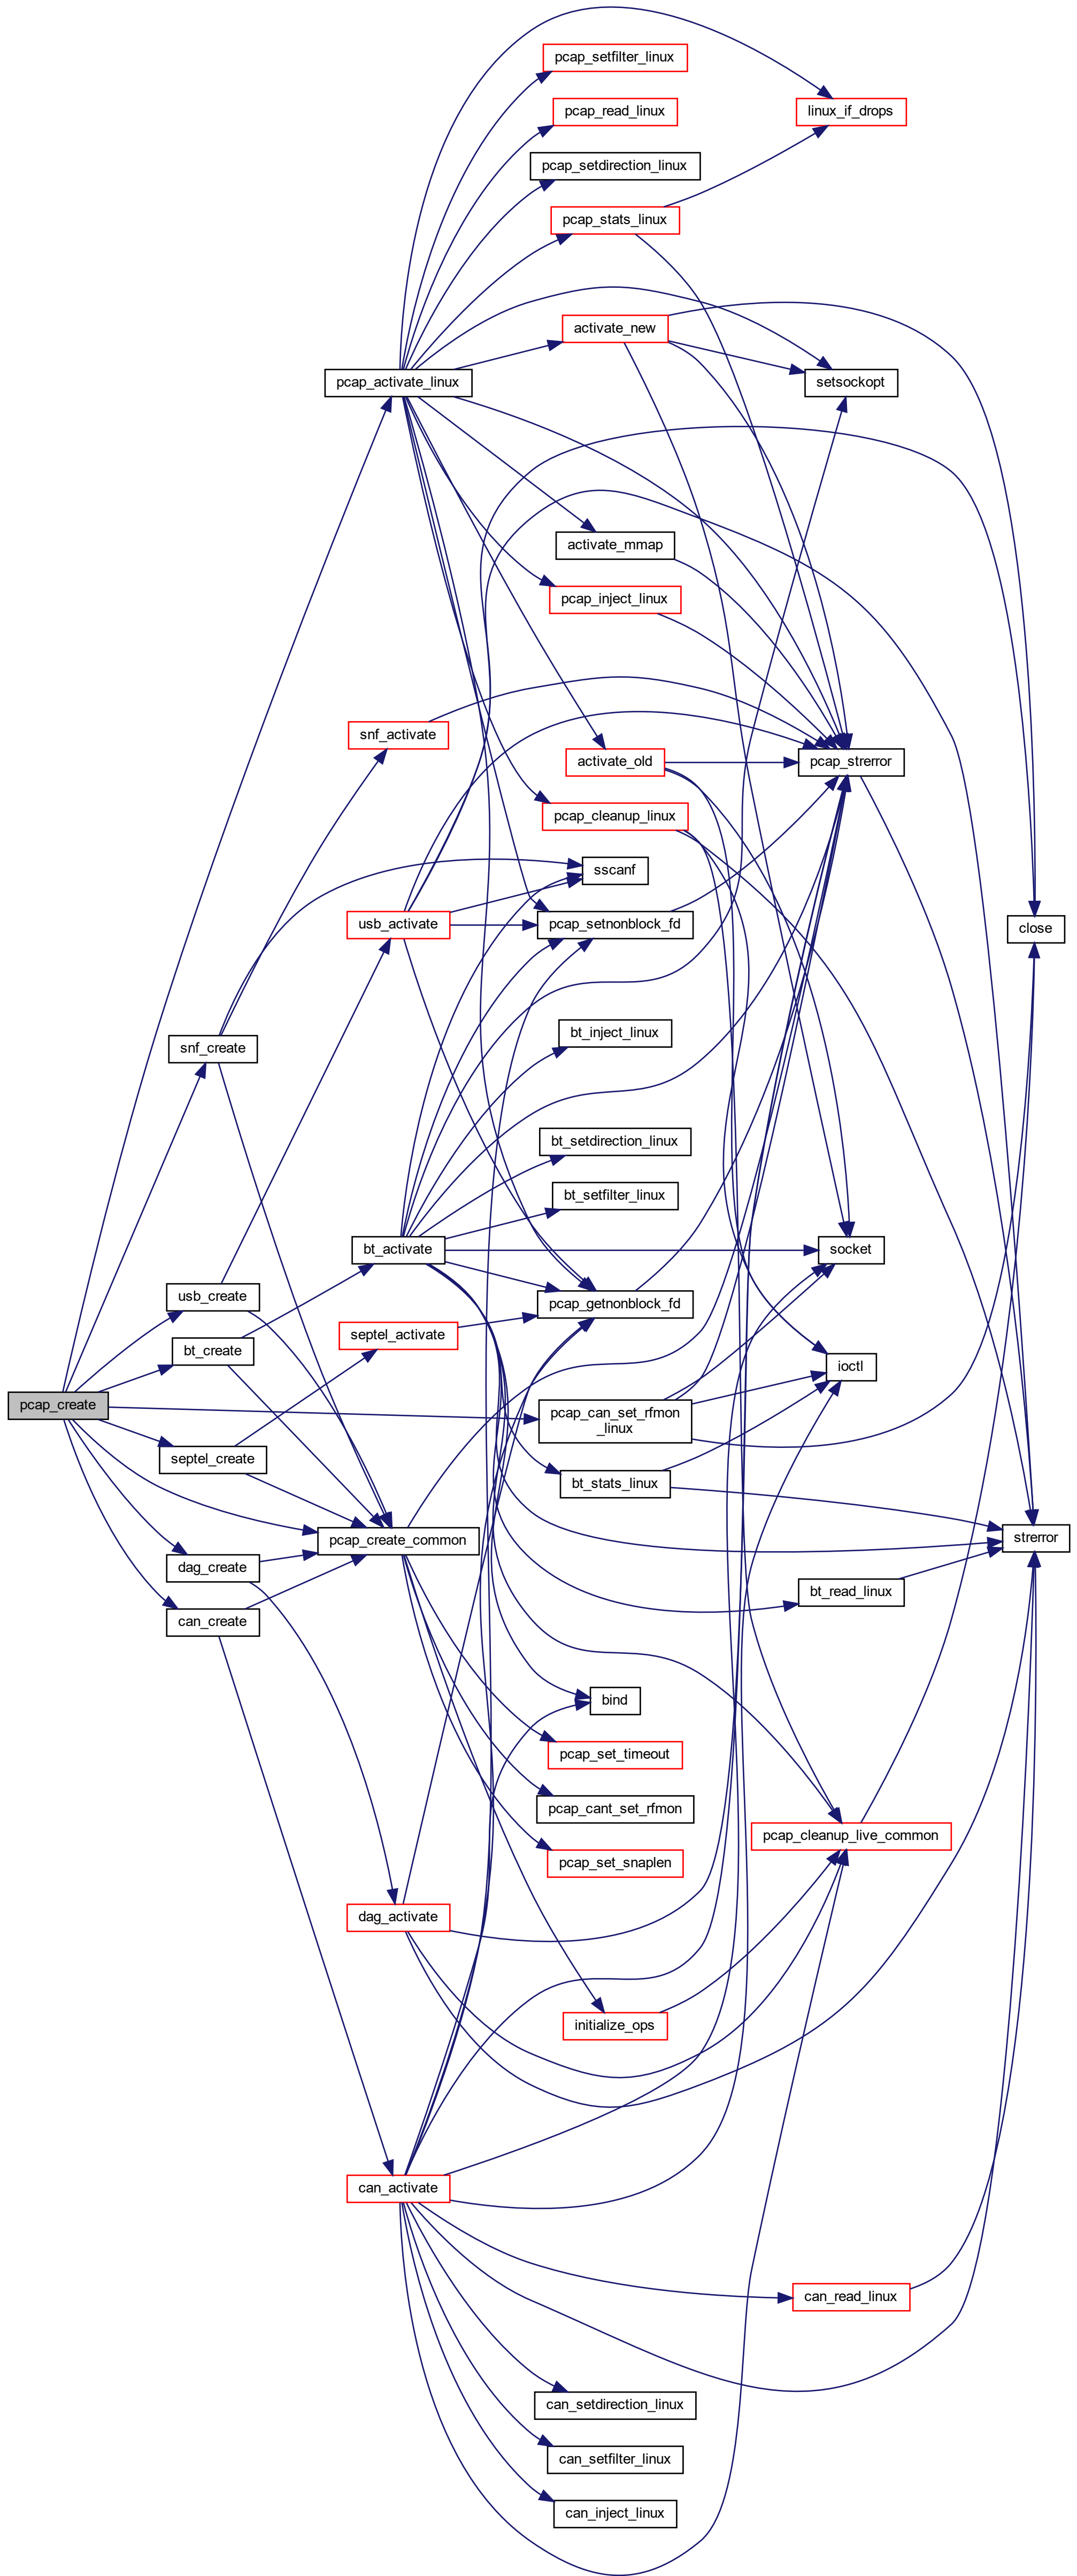 pcap_setfilter_linux
pcap_read_linux
linux_if_drops
pcap_setdirection_linux
pcap_stats_linux
activate_new
pcap_activate_linux
setsockopt
activate_mmap
pcap_inject_linux
snf_activate
activate_old
pcap_strerror
pcap_cleanup_linux
sscanf
usb_activate
pcap_setnonblock_fd
close
snf_create
bt_inject_linux
bt_setdirection_linux
bt_setfilter_linux
bt_activate
socket
usb_create
pcap_getnonblock_fd
septel_activate
bt_create
ioctl
pcap_create
pcap_can_set_rfmon
_linux
septel_create
bt_stats_linux
pcap_create_common
strerror
dag_create
bt_read_linux
can_create
bind
pcap_set_timeout
pcap_cant_set_rfmon
pcap_cleanup_live_common
pcap_set_snaplen
dag_activate
initialize_ops
can_activate
can_read_linux
can_setdirection_linux
can_setfilter_linux
can_inject_linux